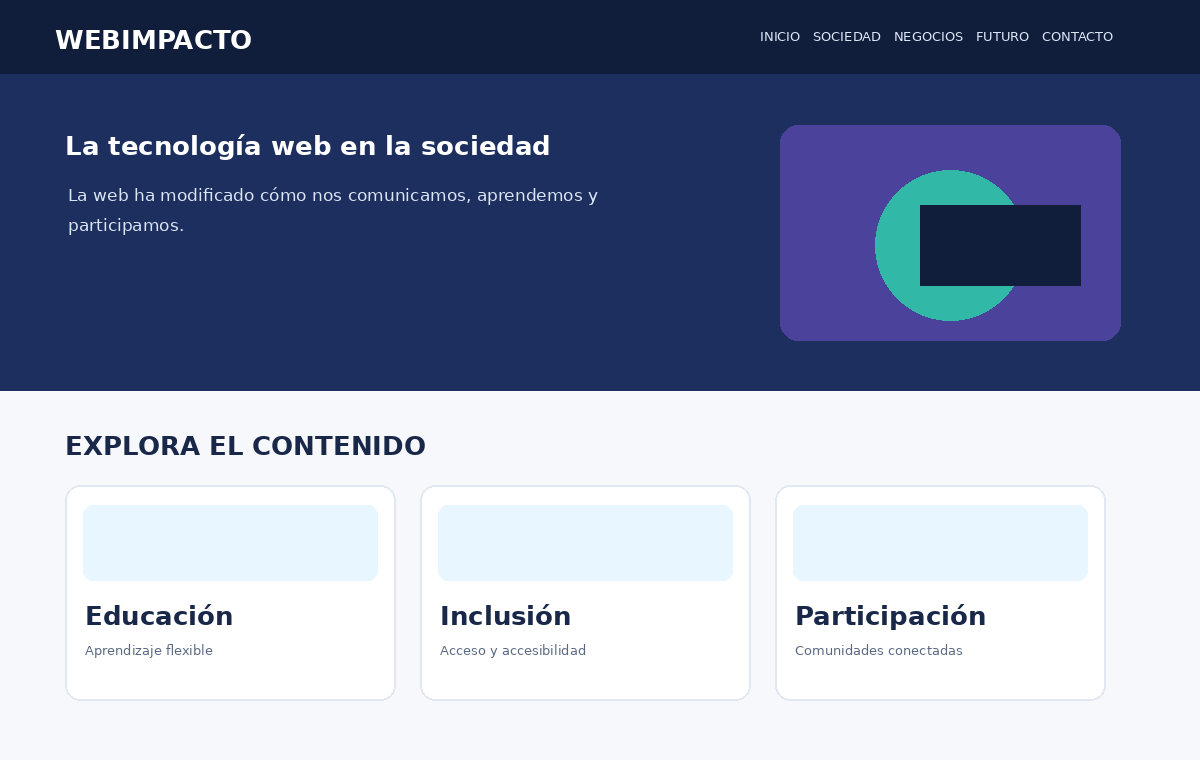 WEBIMPACTO
INICIO SOCIEDAD NEGOCIOS FUTURO CONTACTO
La tecnología web en la sociedad
La web ha modificado cómo nos comunicamos, aprendemos y
participamos.
EXPLORA EL CONTENIDO
Educación
Aprendizaje flexible
Inclusión
Acceso y accesibilidad
Participación
Comunidades conectadas